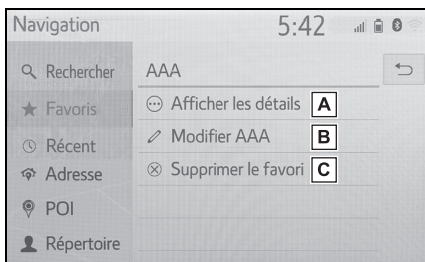 Navigation 5:42
Rechercher
Favoris
Récent
Adresse
POI
Répertoire
AAA
Afficher les détails A
Modifier AAA B
Supprimer le favori C